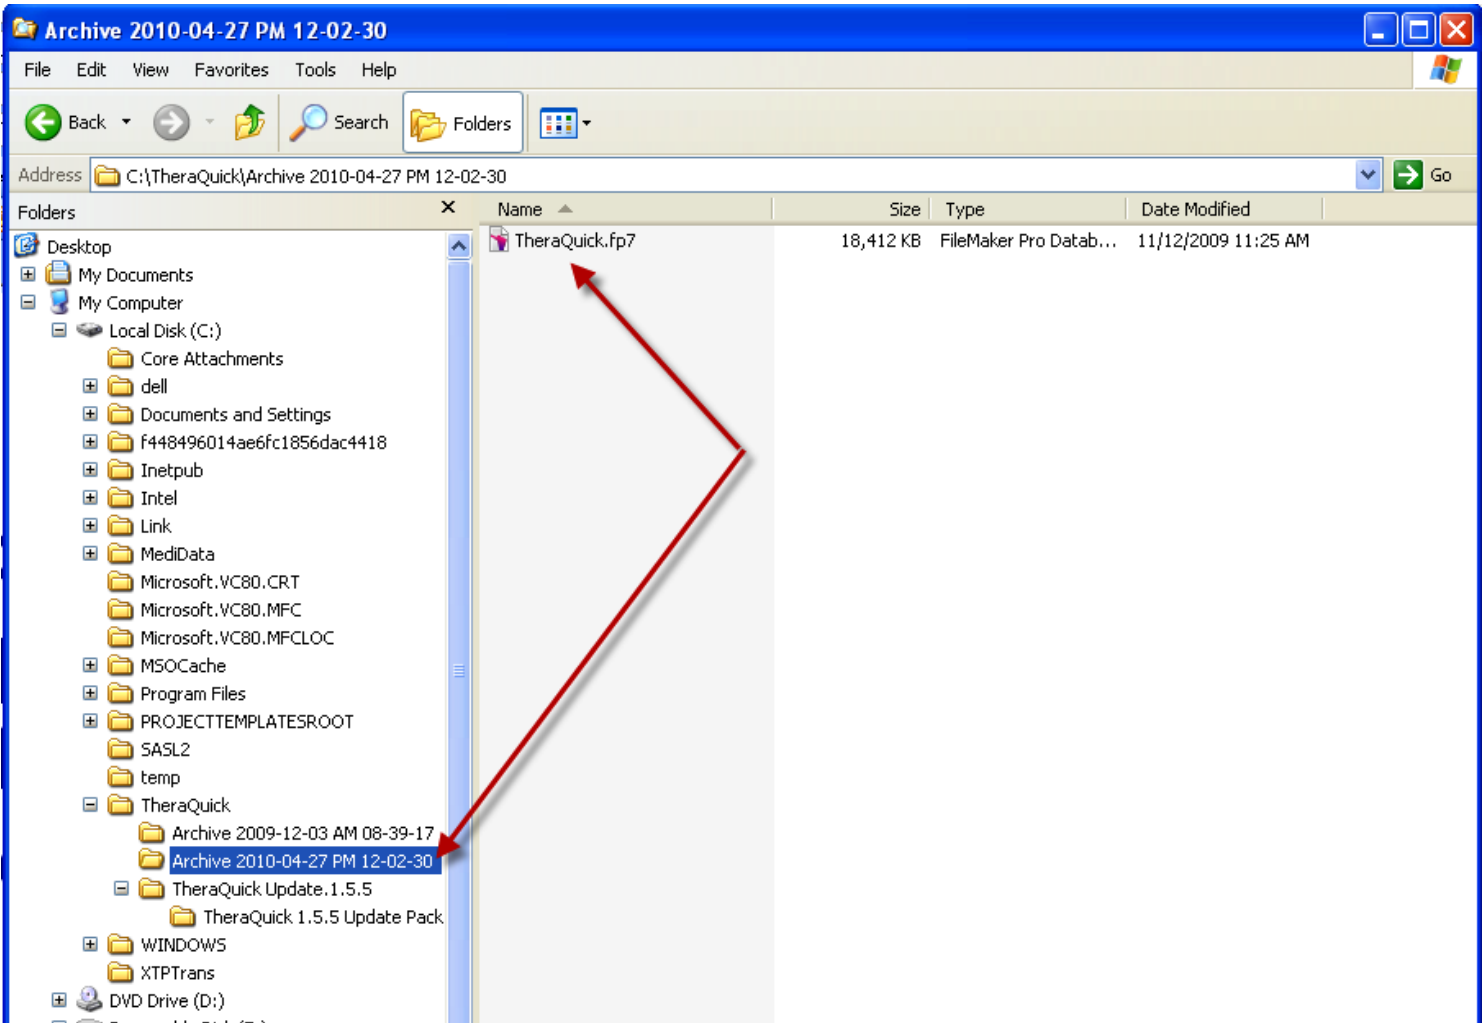 Archive 2010-04-27 PM 12-02-30
File Edit View Favorites Tools Help
Back Search Folders
Address C:\TheraQuick\Archive 2010-04-27 PM 12-02-30 Go
Folders
Name Size Type Date Modified
TheraQuick.fp7 18,412 KB FileMaker Pro Datab... 11/12/2009 11:25 AM
Desktop
My Documents
My Computer
Local Disk (C:)
Core Attachments
dell
Documents and Settings
f448496014ae6fc1856dac4418
Inetpub
Intel
Link
MediData
Microsoft.VC80.CRT
Microsoft.VC80.MFC
Microsoft.VC80.MFCLOC
MSOCache
Program Files
PROJECTTEMPLATESROOT
SASL2
temp
TheraQuick
Archive 2009-12-03 AM 08-39-17
Archive 2010-04-27 PM 12-02-30
TheraQuick Update.1.5.5
TheraQuick 1.5.5 Update Pack
WINDOWS
XTPTrans
DVD Drive (D:)